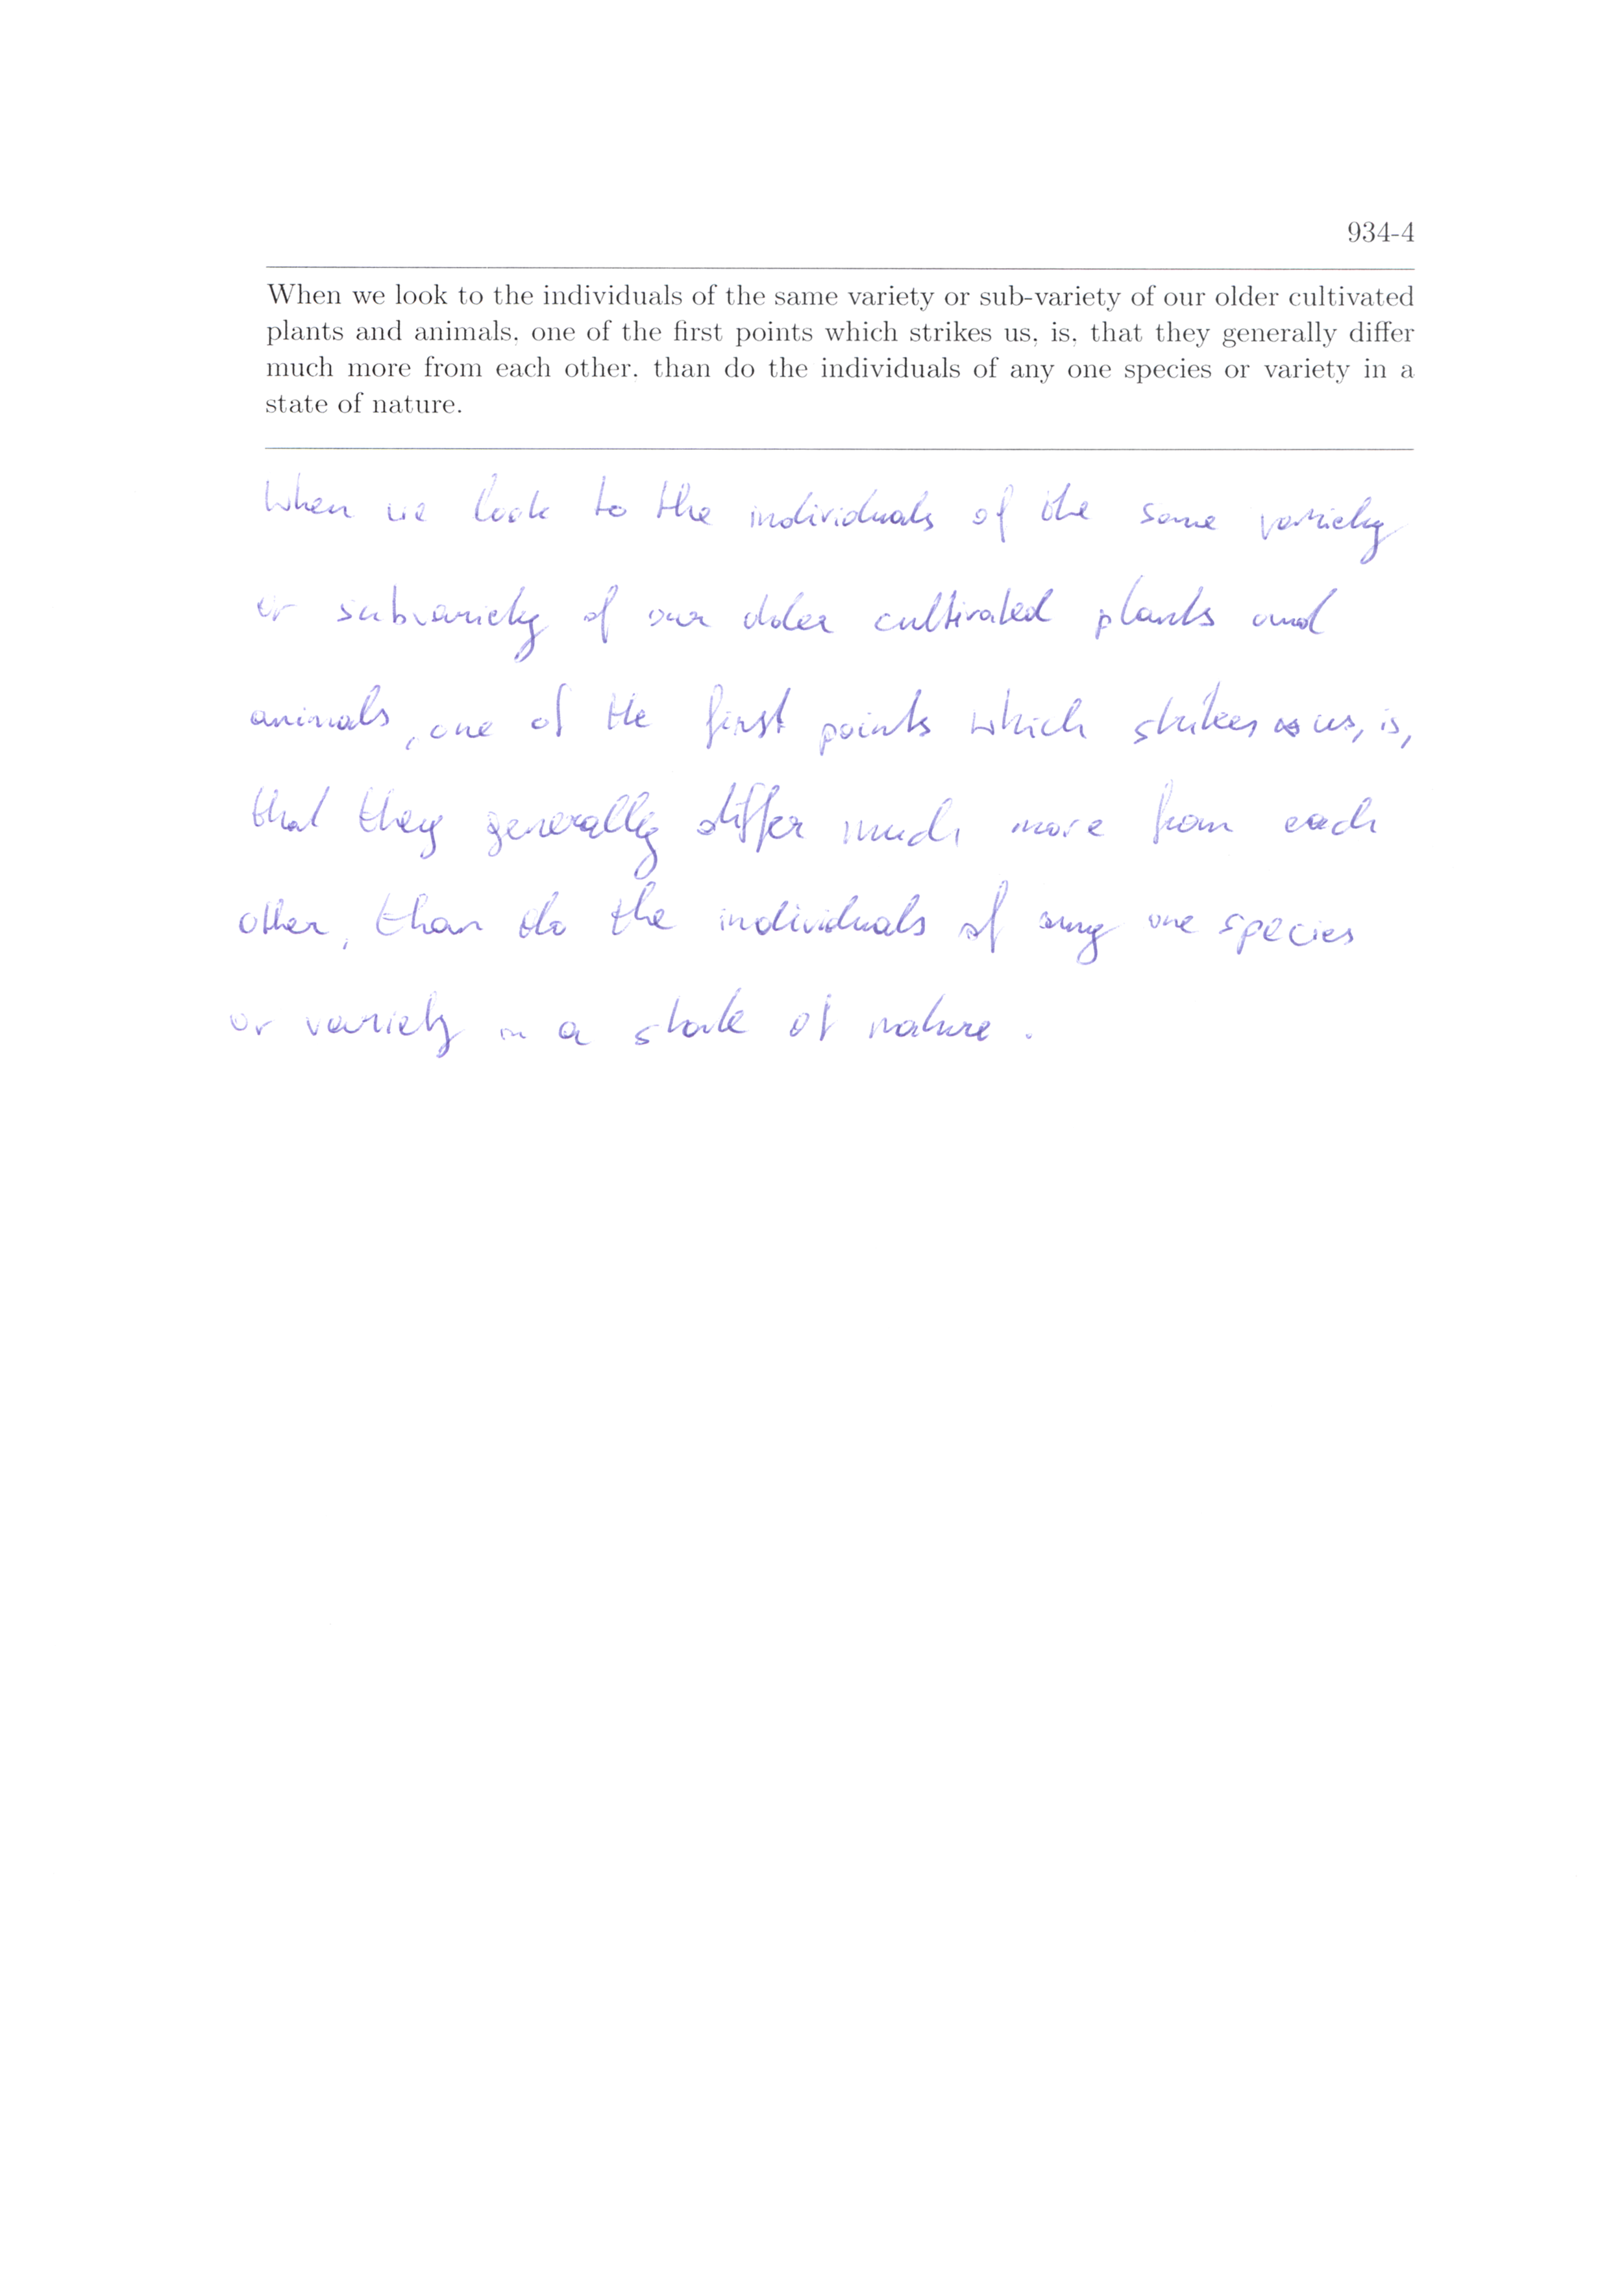 934-4
When we look to the individuals of the same variety or sub-variety of our older cultivated
plants and animals, one of the first points which strikes us, is, that they generally differ
much more from each other, than do the individuals of any one species or variety in a
state of nature.
When we look to the individuals of the same variety
or subvariety of our older cultivated plants and
animals, one of the first points which strikes us, is,
that they generally differ much more from each
other, than do the individuals of any one species
or variety in a state of nature.